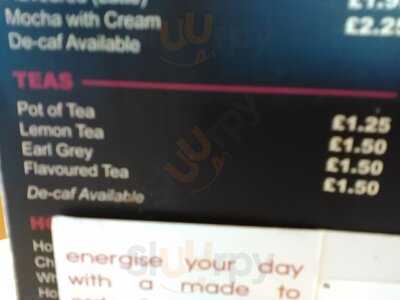 Mocha with Cream £2.25
De-caf Available
TEAS
Pot of Tea £1.25
Lemon Tea £1.50
Earl Grey £1.50
Flavoured Tea £1.50
De-caf Available
energise your day
with a made to
sluurrpy